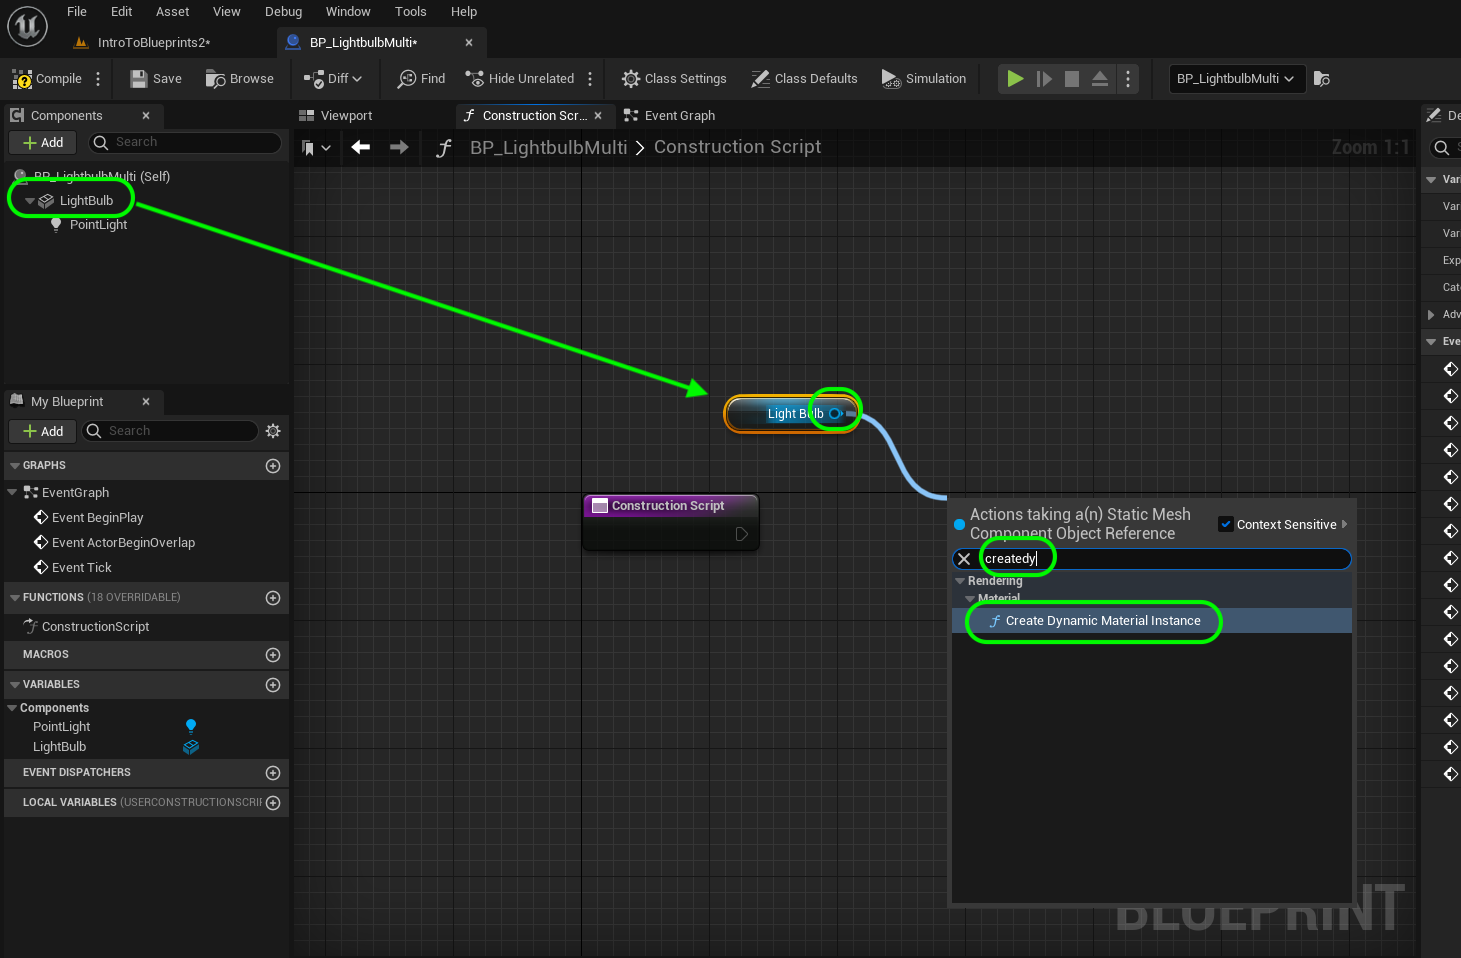 File Edit Asset View Debug Window Tools Help
IntroToBlueprints2* BP_LightbulbMulti*
Compile Save Browse Diff Find Hide Unrelated Class Settings Class Defaults Simulation BP_LightbulbMulti
Components Viewport Construction Scr... Event Graph
Add Search
BP_LightbulbMulti > Construction Script Zoom 1:1
BP_LightbulbMulti (Self)
LightBulb
PointLight
My Blueprint
Add Search
GRAPHS
EventGraph
Event BeginPlay
Event ActorBeginOverlap
Event Tick
FUNCTIONS (18 OVERRIDABLE)
ConstructionScript
MACROS
VARIABLES
Components
PointLight
LightBulb
EVENT DISPATCHERS
LOCAL VARIABLES (USERCONSTRUCTIONSCRI
Light Bulb
Construction Script
Actions taking a(n) Static Mesh
Component Object Reference
Context Sensitive
createdy
Rendering
Material
Create Dynamic Material Instance
BLUEPRINT
De
S
Var
Var
Var
Exp
Cat
Adv
Eve